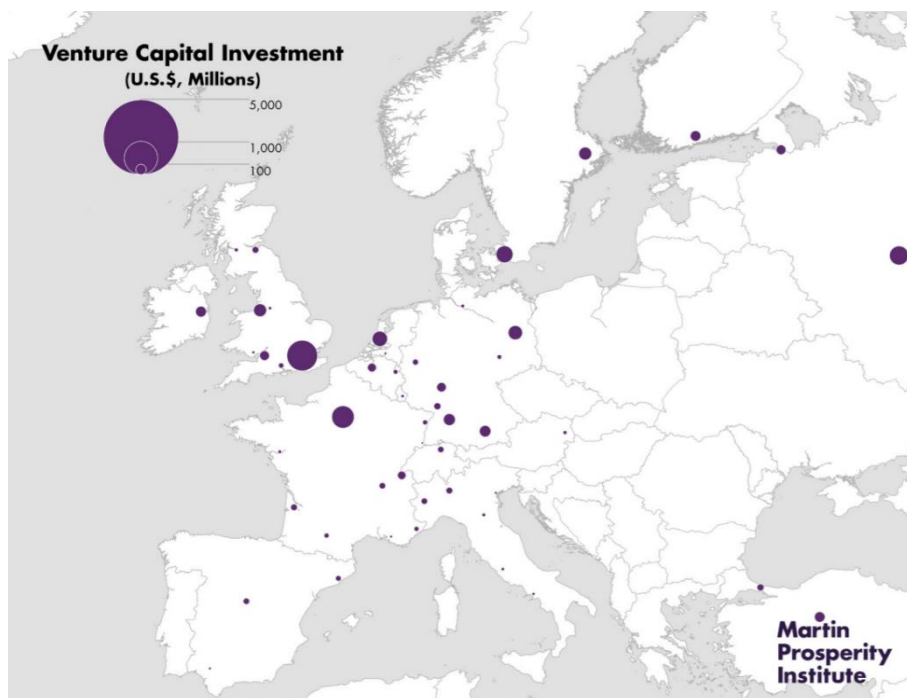 Venture Capital Investment
(U.S.$, Millions)
5,000
1,000
100
Martin
Prosperity
Institute